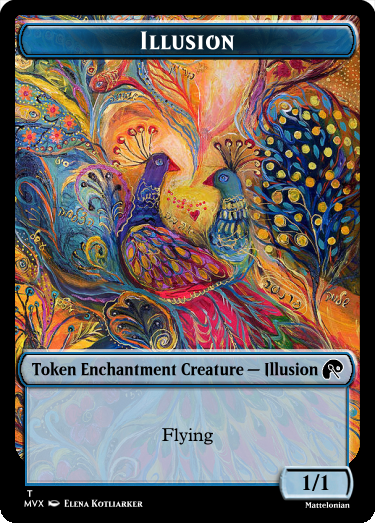 Illusion
Token Enchantment Creature — Illusion
Flying
1/1
T
MVX Elena Kotliarker
Mattelonian